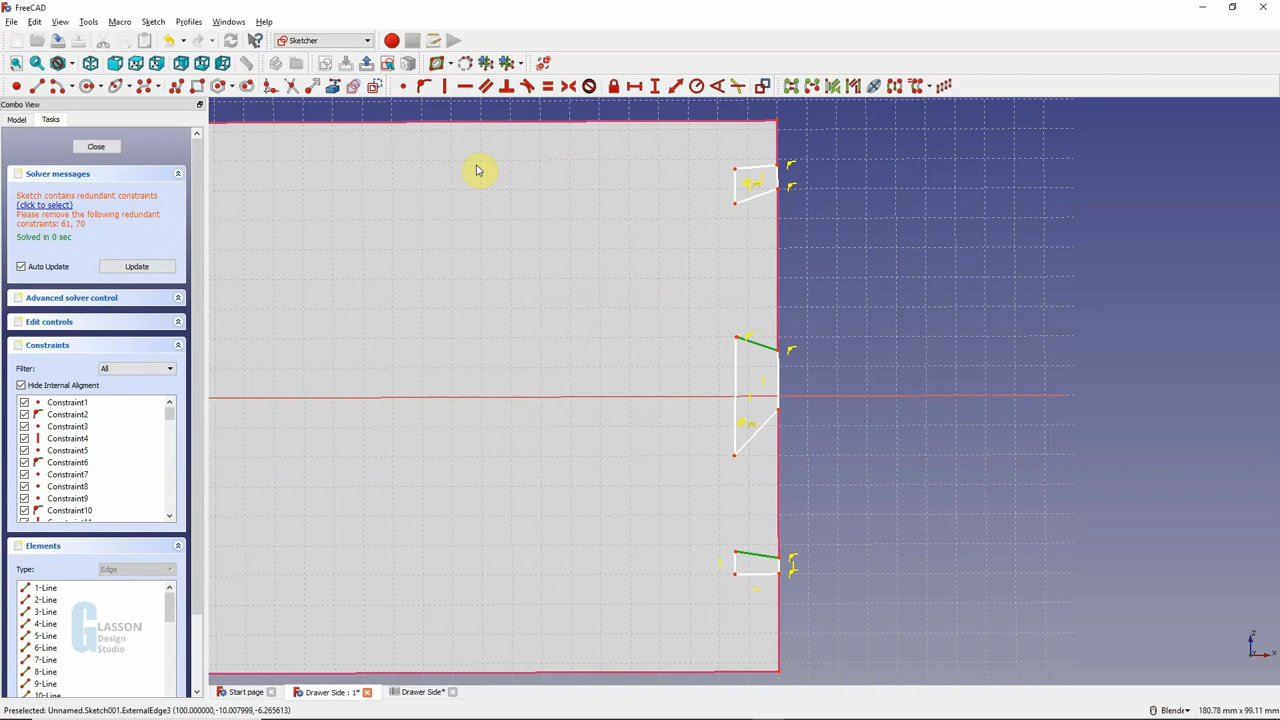 FreeCAD
File Edit View Tools Macro Sketch Profiles Windows Help
Sketcher
Combo View
Model Tasks
Close
Solver messages
Sketch contains redundant constraints
(click to select)
Please remove the following redundant
constraints: 61, 70
Solved in 0 sec
Auto Update Update
Advanced solver control
Edit controls
Constraints
Filter: All
Hide Internal Aligment
Constraint1
Constraint2
Constraint3
Constraint4
Constraint5
Constraint6
Constraint7
Constraint8
Constraint9
Constraint10
Elements
Type: Edge
1-Line
2-Line
3-Line
4-Line
5-Line
6-Line
7-Line
8-Line
9-Line
10-Line
GLASSON
Design
Studio
Z
Y
X
Start page Drawer Side : 1* Drawer Side*
Preselected: Unnamed.Sketch001.ExternalEdge3 (100.000000,-10.007999,-6.265613) Blender 180.78 mm x 99.11 mm